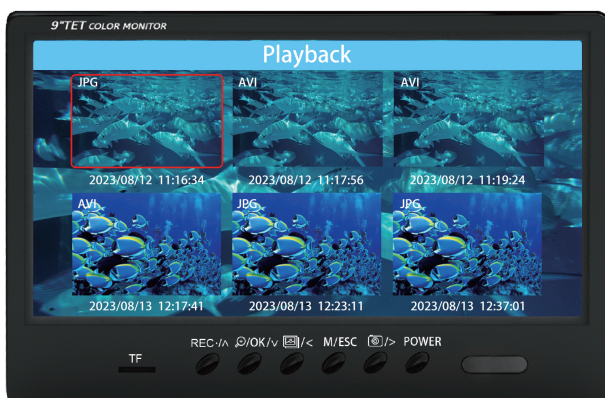 9"TET COLOR MONITOR
Playback
JPG AVI AVI
2023/08/12 11:16:34 2023/08/12 11:17:56 2023/08/12 11:19:24
AVI JPG JPG
2023/08/13 12:17:41 2023/08/13 12:23:11 2023/08/13 12:37:01
REC·/∧ /OK/∨ /< M/ESC />  POWER
TF